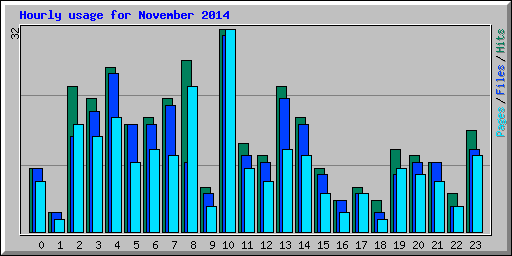 Hourly usage for November 2014
32
Pages/Files/Hits
0 1 2 3 4 5 6 7 8 9 10 11 12 13 14 15 16 17 18 19 20 21 22 23